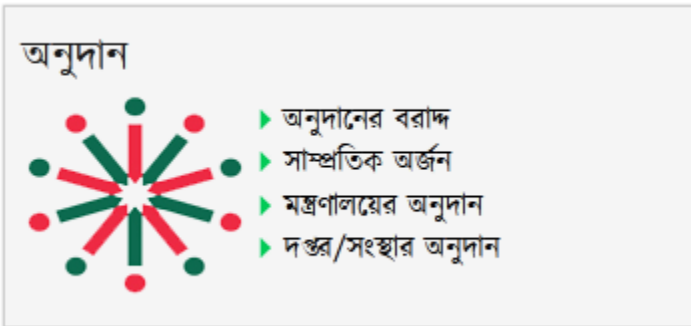 অনুদান
অনুদানের বরাদ্দ
সাম্প্রতিক অর্জন
মন্ত্রণালয়ের অনুদান
দপ্তর/সংস্থার অনুদান